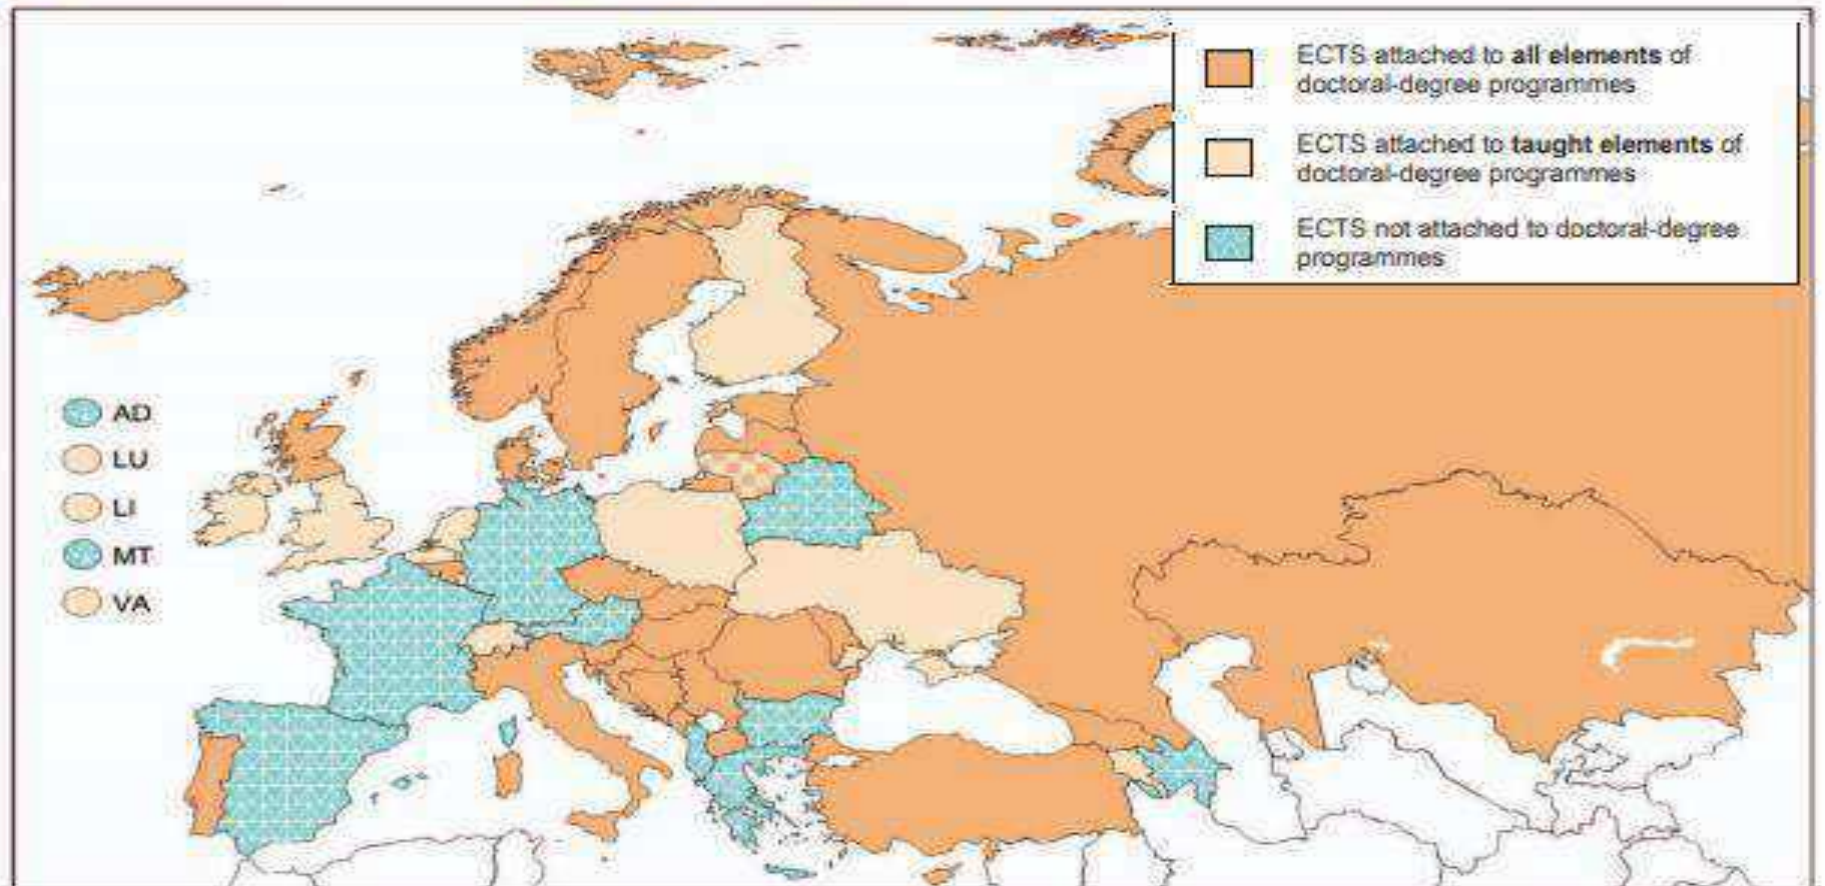 ECTS attached to all elements of
doctoral-degree programmes
ECTS attached to taught elements of
doctoral-degree programmes
ECTS not attached to doctoral-degree
programmes
AD
LU
LI
MT
VA